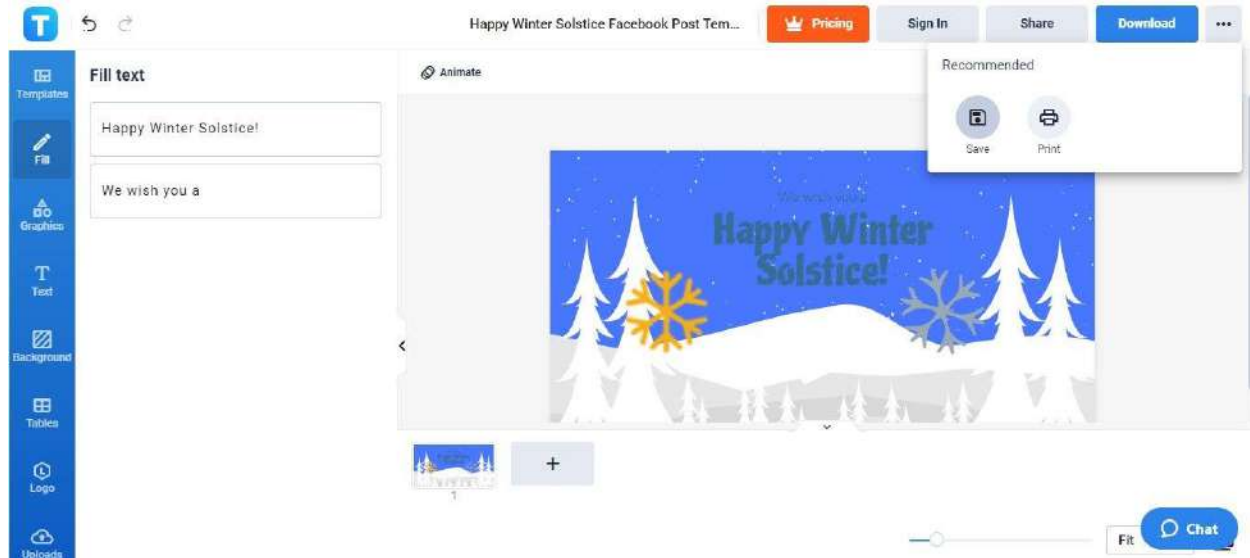 T
Happy Winter Solstice Facebook Post Tem...
Pricing
Sign In
Share
Download
Templates
Fill
Graphics
Text
Background
Tables
Logo
Uploads
Fill text
Happy Winter Solstice!
We wish you a
Animate
Recommended
Save
Print
We wish you a
Happy Winter
Solstice!
1
+
Fit
Chat